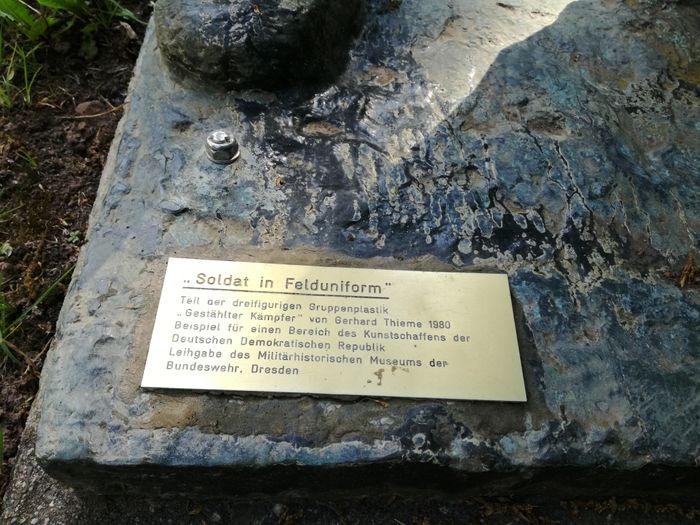 „Soldat in Felduniform"
Teil der dreifigurigen Gruppenplastik
„Gestählter Kämpfer" von Gerhard Thieme 1980
Beispiel für einen Bereich des Kunstschaffens der
Deutschen Demokratischen Republik
Leihgabe des Militärhistorischen Museums der
Bundeswehr, Dresden